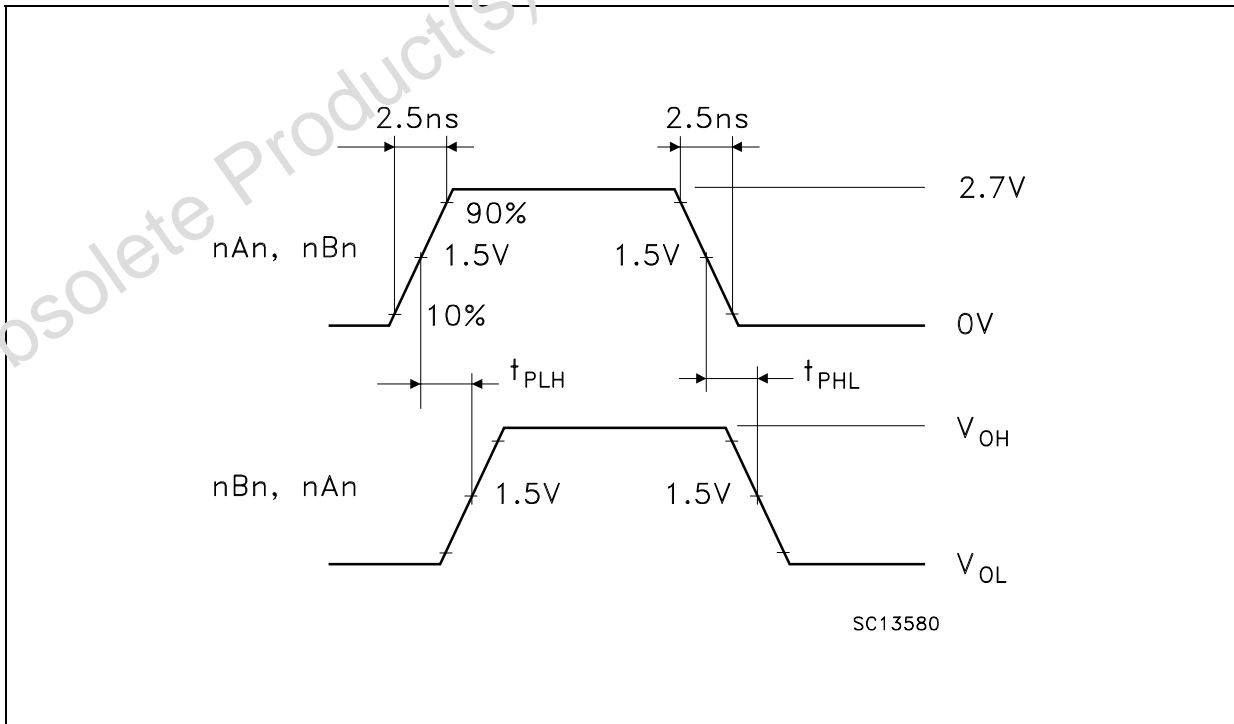 bsolete Product(s)
2.5ns 2.5ns
2.7V
90%
nAn, nBn 1.5V 1.5V
10%
0V
tPLH tPHL
VOH
nBn, nAn 1.5V 1.5V
VOL
SC13580